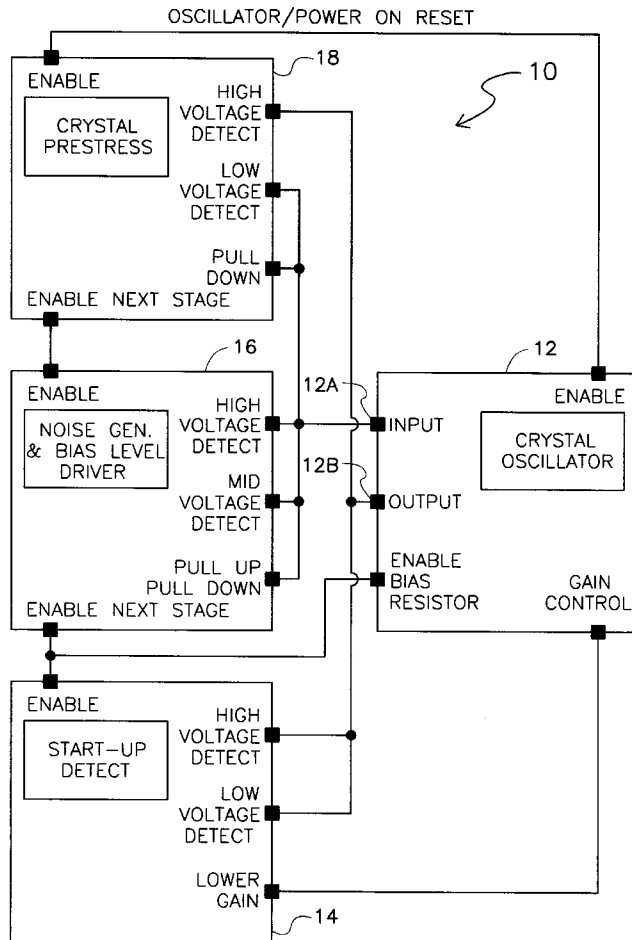 OSCILLATOR/POWER ON RESET
18
10
ENABLE
CRYSTAL
PRESTRESS
HIGH
VOLTAGE
DETECT
LOW
VOLTAGE
DETECT
PULL
DOWN
ENABLE NEXT STAGE
16
ENABLE
NOISE GEN.
& BIAS LEVEL
DRIVER
HIGH
VOLTAGE
DETECT
MID
VOLTAGE
DETECT
PULL UP
PULL DOWN
ENABLE NEXT STAGE
12
12A
12B
ENABLE
INPUT
CRYSTAL
OSCILLATOR
OUTPUT
ENABLE
BIAS
RESISTOR
GAIN
CONTROL
ENABLE
START-UP
DETECT
HIGH
VOLTAGE
DETECT
LOW
VOLTAGE
DETECT
LOWER
GAIN
14